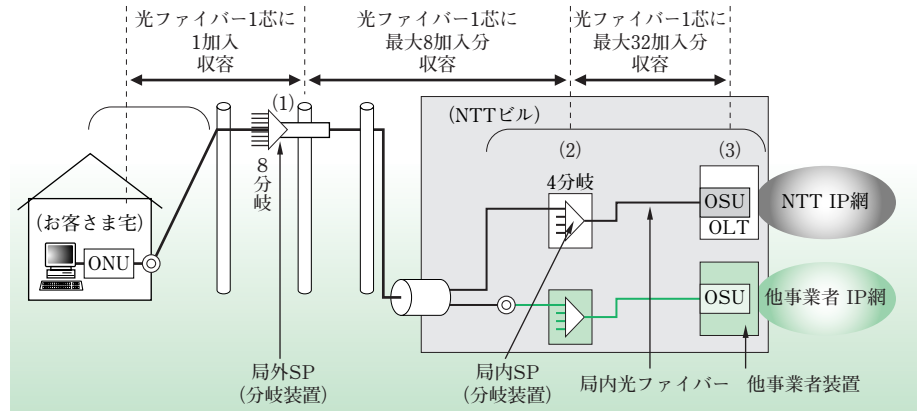 光ファイバー1芯に
1加入
収容
光ファイバー1芯に
最大8加入分
収容
光ファイバー1芯に
最大32加入分
収容
(1)
(NTTビル)
(2)
(3)
8分岐
4分岐
(お客さま宅)
ONU
OSU
OLT
NTT IP網
OSU
他事業者 IP網
局外SP
(分岐装置)
局内SP
(分岐装置)
局内光ファイバー
他事業者装置